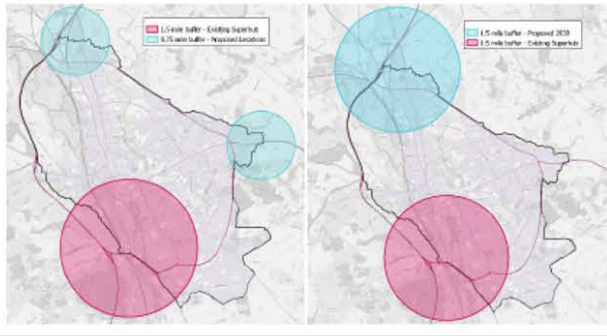 1.5 mile buffer - Existing Superhub
0.75 mile buffer - Proposed Locations
1.5 mile buffer - Proposed 2030
1.5 mile buffer - Existing Superhub